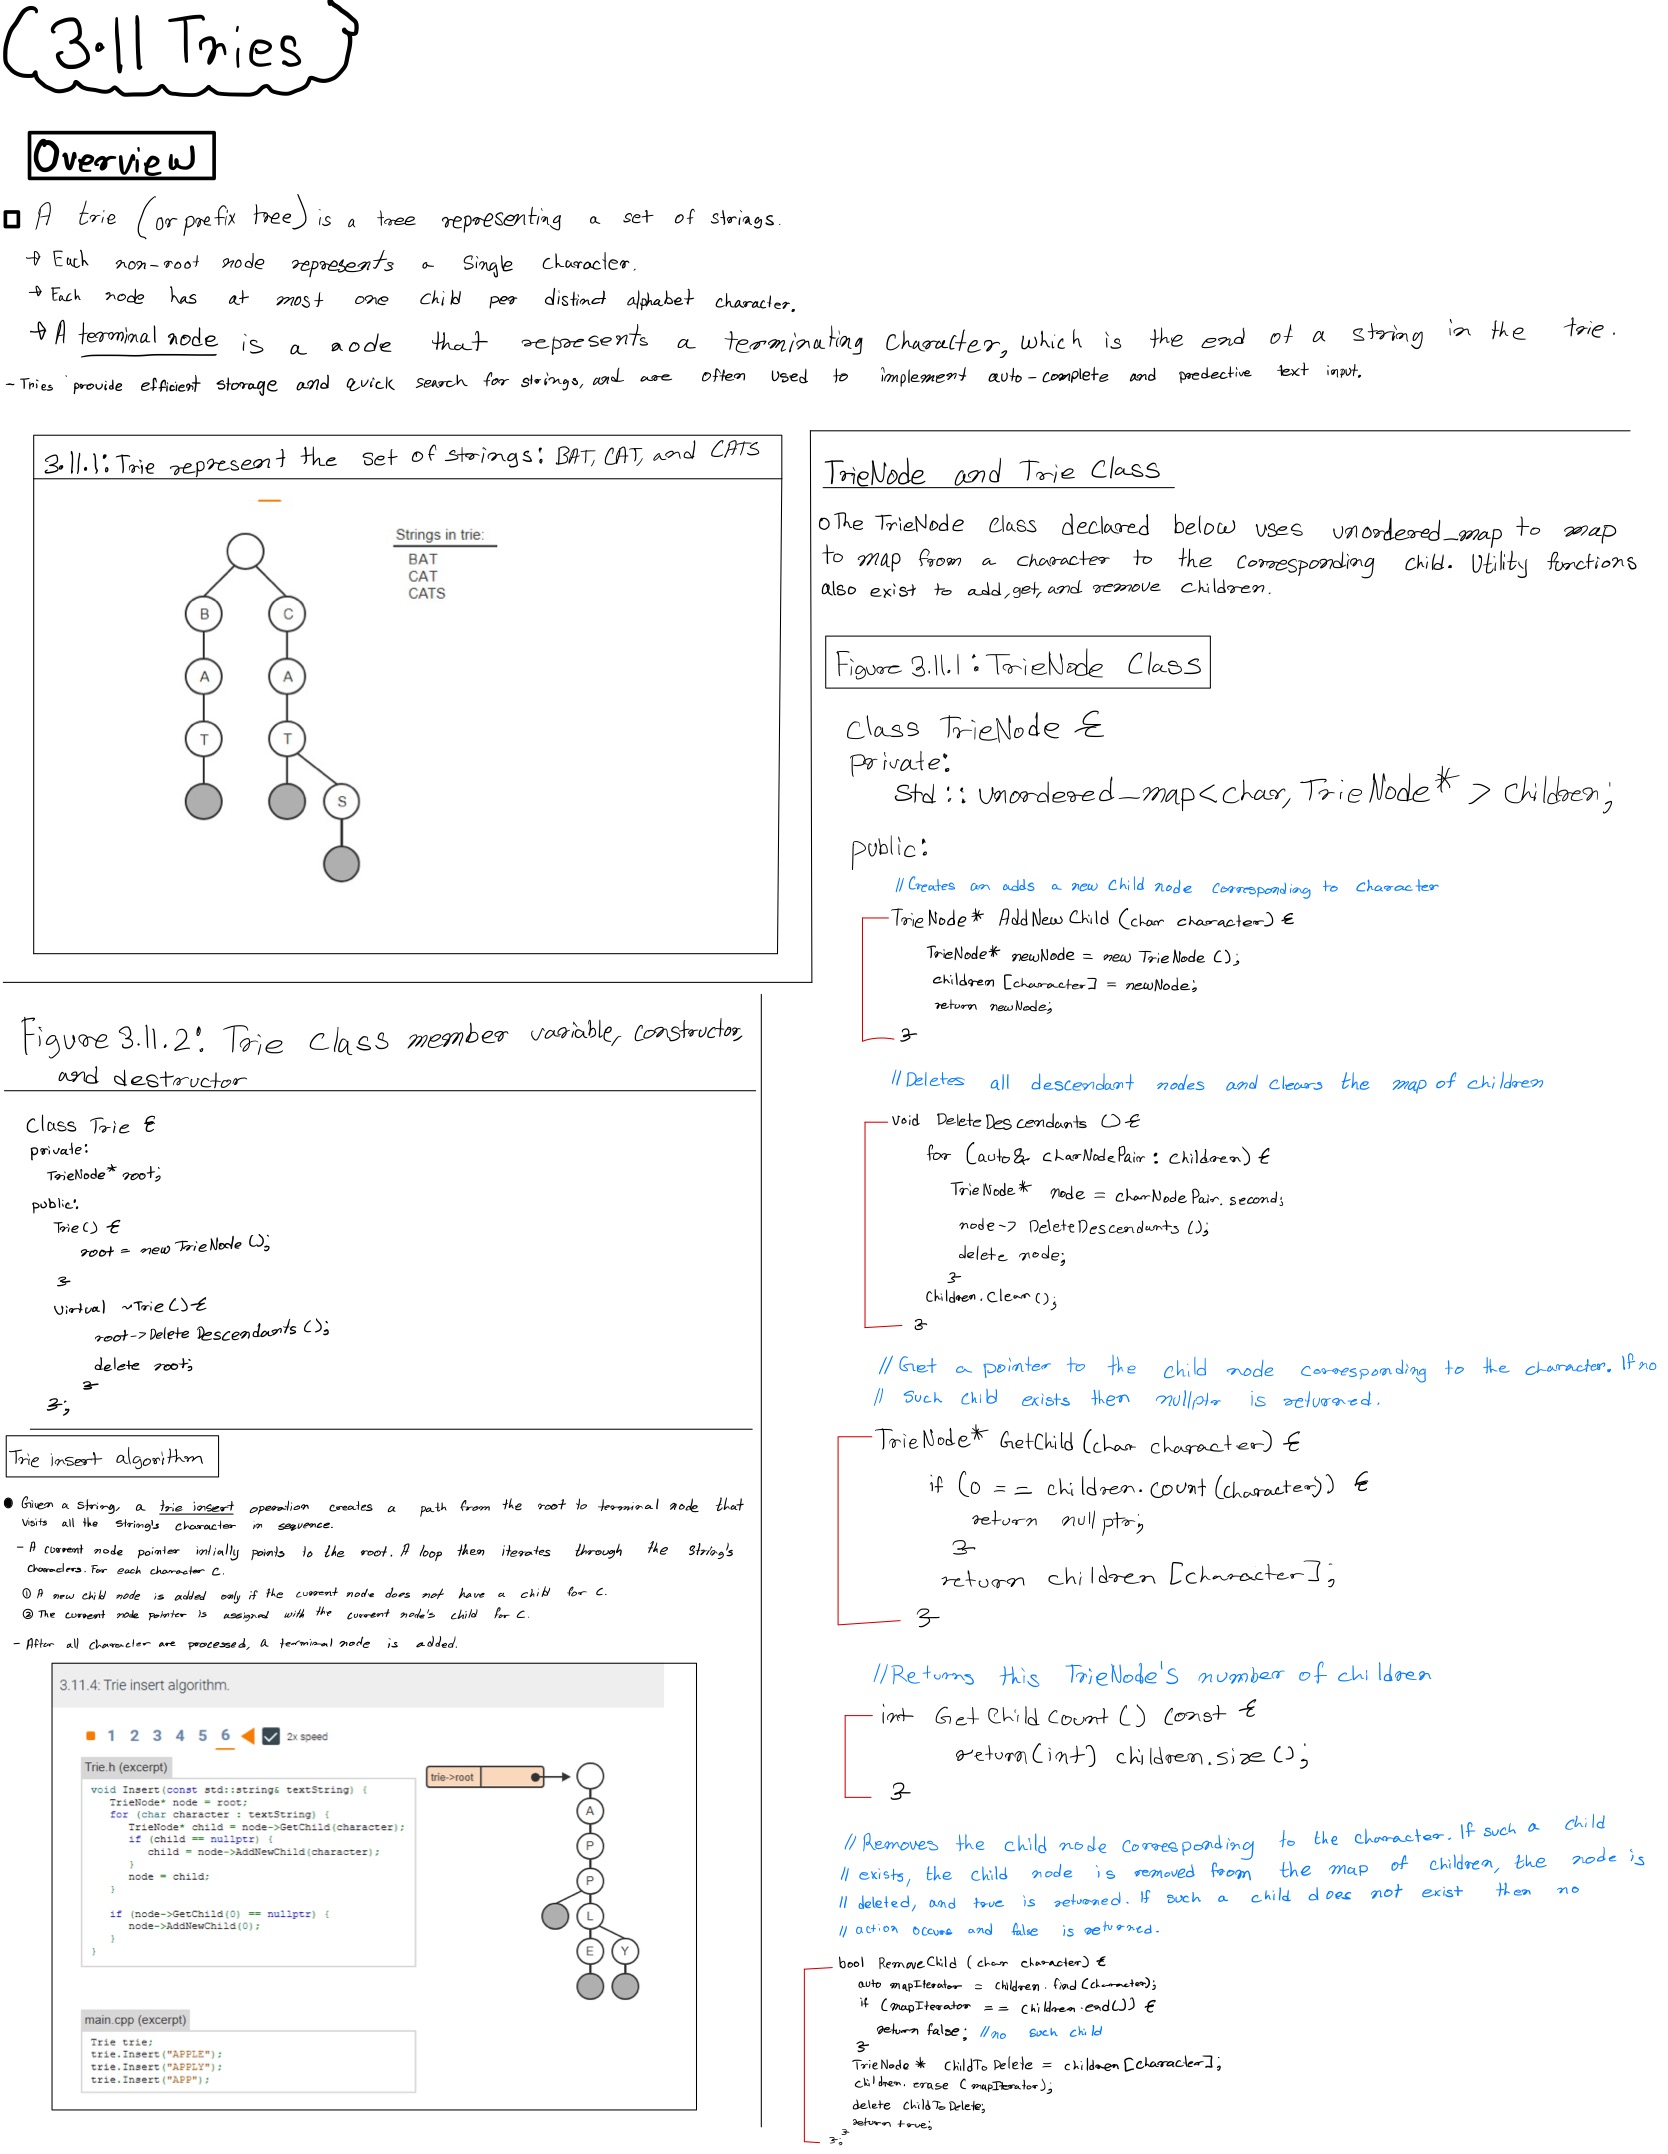 3.11 Tries
Overview
A trie (or prefix tree) is a tree representing a set of strings.
→ Each non-root node represents a single character.
→ Each node has at most one child per distinct alphabet character.
→ A terminal node is a node that represents a terminating character, which is the end of a string in the trie.
- Tries provide efficient storage and quick search for strings, and are often used to implement auto-complete and predective text input.
3.11.1: Trie represent the set of strings: BAT, CAT, and CATS
Strings in trie:
BAT
CAT
CATS
B C
A A
T T
S
TrieNode and Trie Class
The TrieNode class declared below uses unordered_map to map
to map from a character to the corresponding child. Utility functions
also exist to add, get, and remove children.
Figure 3.11.1: TrieNode Class
class TrieNode {
private:
std::unordered_map<char, TrieNode*> children;
public:
//Creates an adds a new child node corresponding to character
TrieNode* AddNewChild (char character) {
TrieNode* newNode = new TrieNode ();
children [character] = newNode;
return newNode;
}
//Deletes all descendant nodes and clears the map of children
void DeleteDescendants () {
for (auto& charNodePair : children) {
TrieNode* node = charNodePair.second;
node-> DeleteDescendants ();
delete node;
}
children.clear ();
}
// Get a pointer to the child node corresponding to the character. If no
// such child exists then nullptr is returned.
TrieNode* GetChild (char character) {
if (0 == children.count (character)) {
return nullptr;
}
return children [character];
}
//Returns this TrieNode's number of children
int GetChildCount () const {
return (int) children.size ();
}
// Removes the child node corresponding to the character. If such a child
// exists, the child node is removed from the map of children, the node is
// deleted, and true is returned. If such a child does not exist then no
// action occurs and false is returned.
bool RemoveChild (char character) {
auto mapIterator = children.find (character);
if (mapIterator == children.end()) {
return false; //no such child
}
TrieNode * childToDelete = children [character];
children.erase (mapIterator);
delete childToDelete;
return true;
}
};
Figure 3.11.2: Trie class member variable, constructor,
and destructor
Class Trie {
private:
TrieNode* root;
public:
Trie() {
root = new TrieNode ();
}
virtual ~Trie () {
root->DeleteDescendants ();
delete root;
}
};
Trie insert algorithm
Given a string, a trie insert operation creates a path from the root to terminal node that
visits all the string's character in sequence.
- A current node pointer intially points to the root. A loop then iterates through the string's
characters. For each character C.
① A new child node is added only if the current node does not have a child for C.
② The current node pointer is assigned with the current node's child for C.
- After all character are processed, a terminal node is added.
3.11.4: Trie insert algorithm.
1 2 3 4 5 6 2x speed
Trie.h (excerpt)
void Insert(const std::string& textString) {
TrieNode* node = root;
for (char character : textString) {
TrieNode* child = node->GetChild(character);
if (child == nullptr) {
child = node->AddNewChild(character);
}
node = child;
}
if (node->GetChild(0) == nullptr) {
node->AddNewChild(0);
}
}
trie->root
A
P
P
L
E Y
main.cpp (excerpt)
Trie trie;
trie.Insert("APPLE");
trie.Insert("APPLY");
trie.Insert("APP");